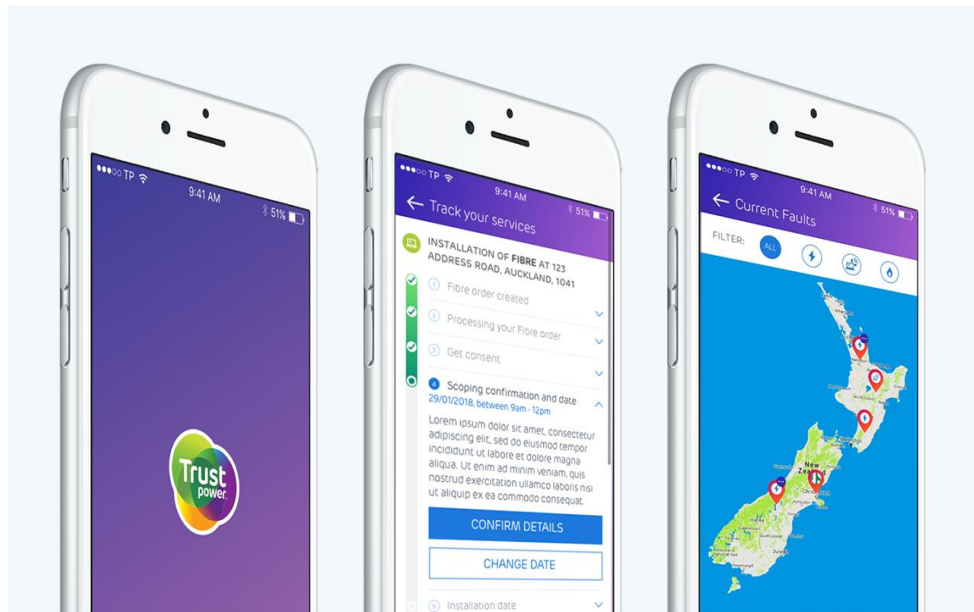 TP
9:41 AM
51%
Trust
power.
TP
9:41 AM
51%
Track your services
INSTALLATION OF FIBRE AT 123
ADDRESS ROAD, AUCKLAND, 1041
1 Fibre order created
2 Processing your Fibre order
3 Get consent
4 Scoping confirmation and date
29/01/2018, between 9am - 12pm
Lorem ipsum dolor sit amet, consectetur
adipiscing elit, sed do eiusmod tempor
incididunt ut labore et dolore magna
aliqua. Ut enim ad minim veniam, quis
nostrud exercitation ullamco laboris nisi
ut aliquip ex ea commodo consequat.
CONFIRM DETAILS
CHANGE DATE
5 Installation date
TP
9:41 AM
51%
Current Faults
FILTER:
ALL
New